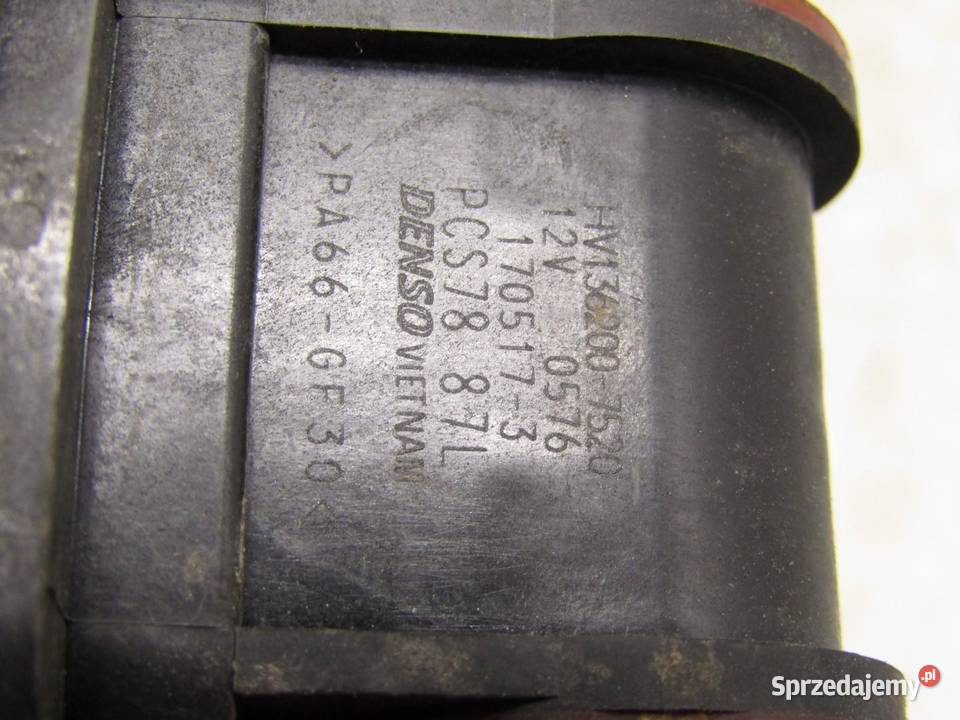 HV136200-7520
12V 0576
170517-3
PCS78 87L
DENSO VIETNAM
>PA66-GF30<
Sprzedajemy.pl